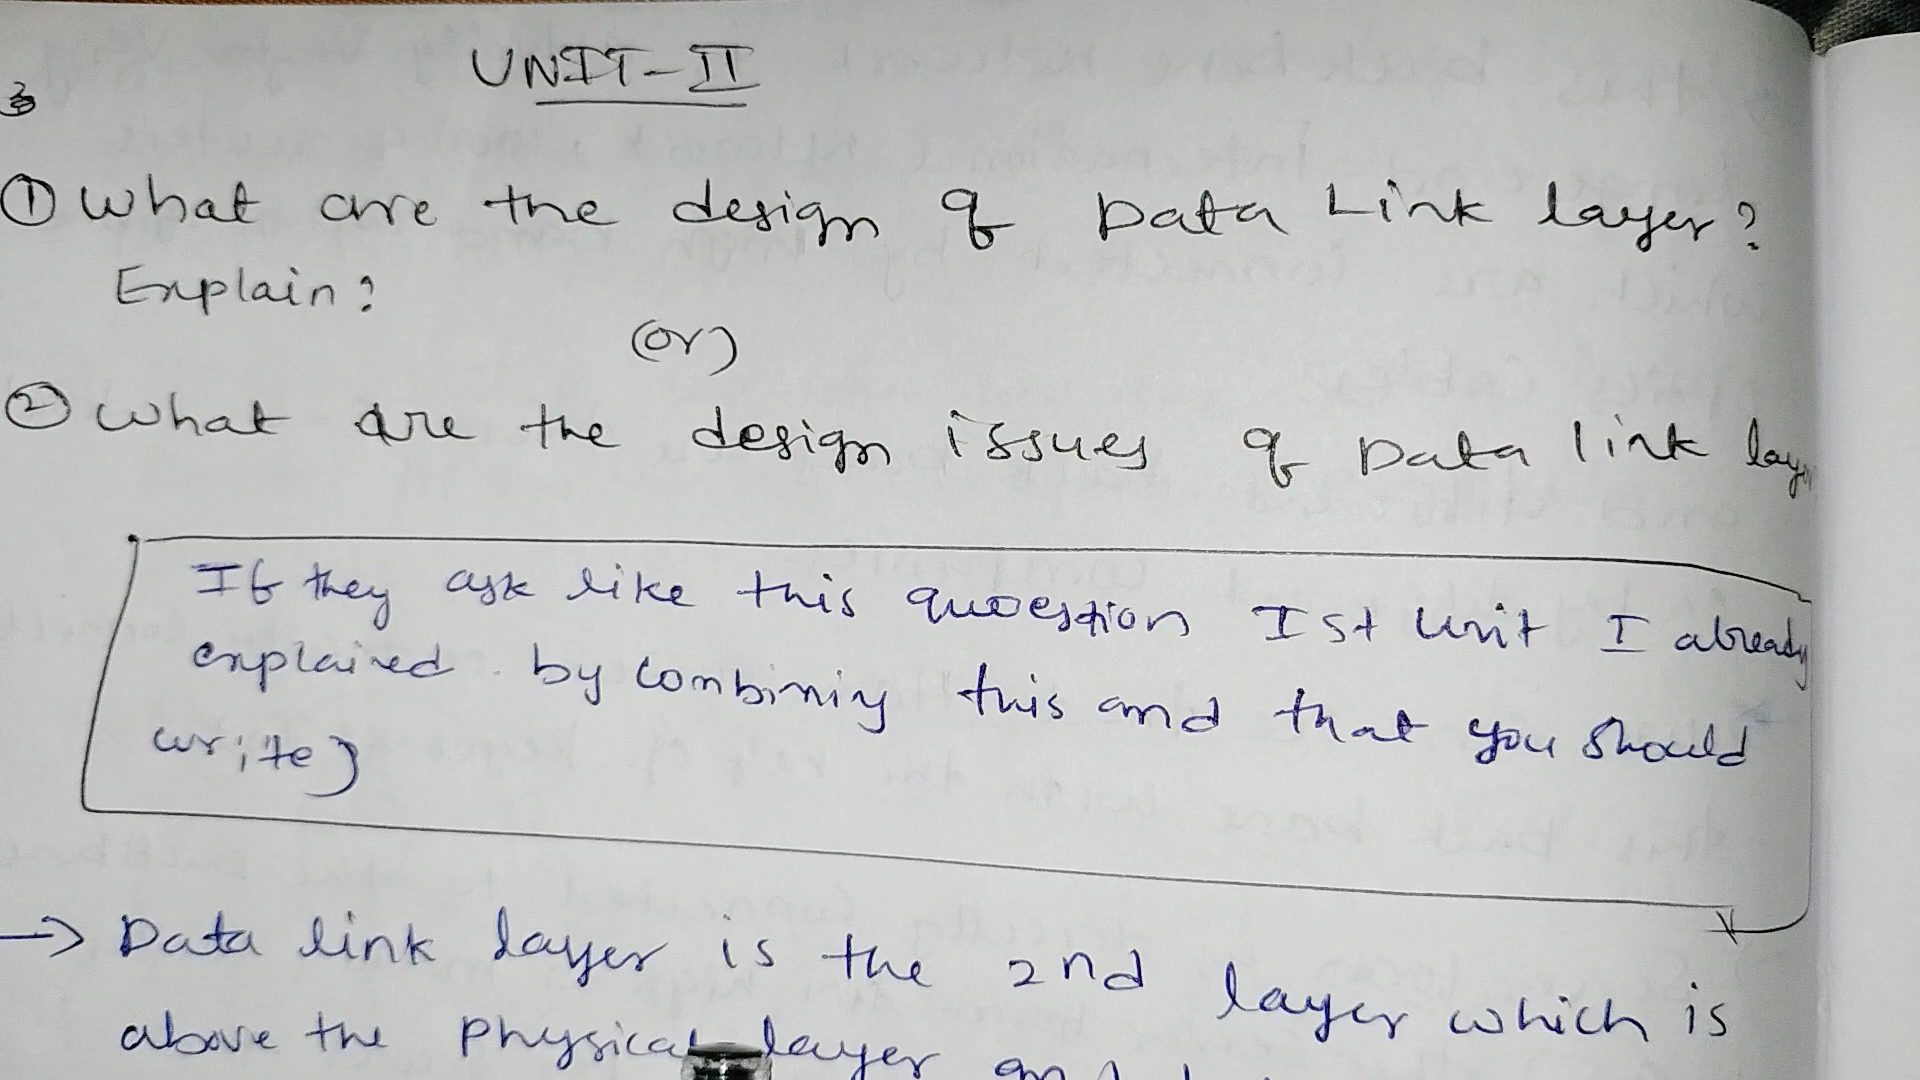 UNIT-II
① What are the design of Data Link layer?
Explain?
(or)
② What are the design issues of Data link lay
If they ask like this quoestion Ist Unit I already
explained by combining this and that you should
write}
→ Data link layer is the 2nd layer which is
above the physical layer